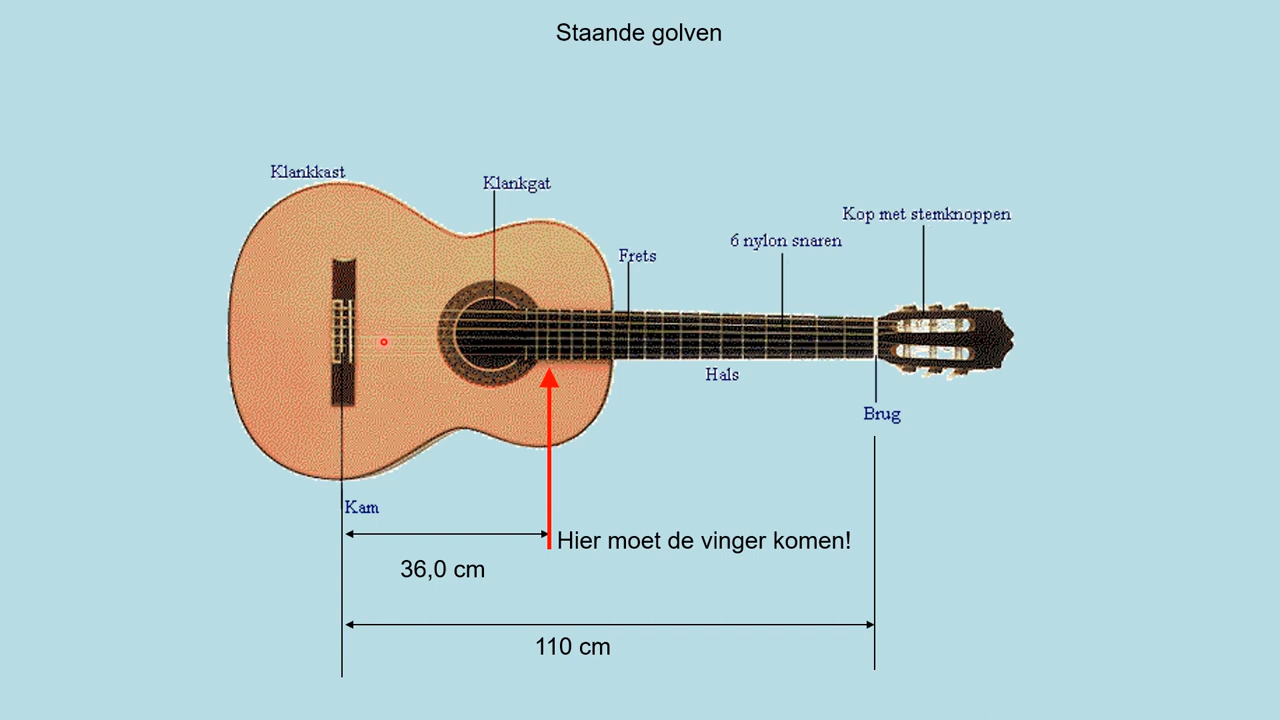 Staande golven
Klankkast
Klankgat
Kop met stemknoppen
6 nylon snaren
Frets
Hals
Brug
Kam
Hier moet de vinger komen!
36,0 cm
110 cm